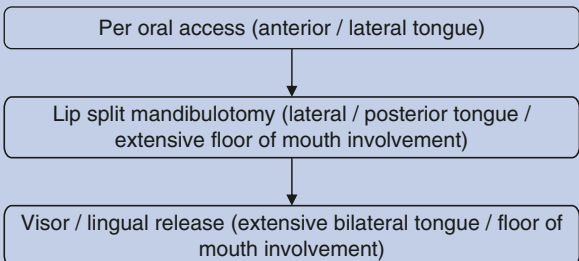 Per oral access (anterior / lateral tongue)
Lip split mandibulotomy (lateral / posterior tongue /
extensive floor of mouth involvement)
Visor / lingual release (extensive bilateral tongue / floor of
mouth involvement)